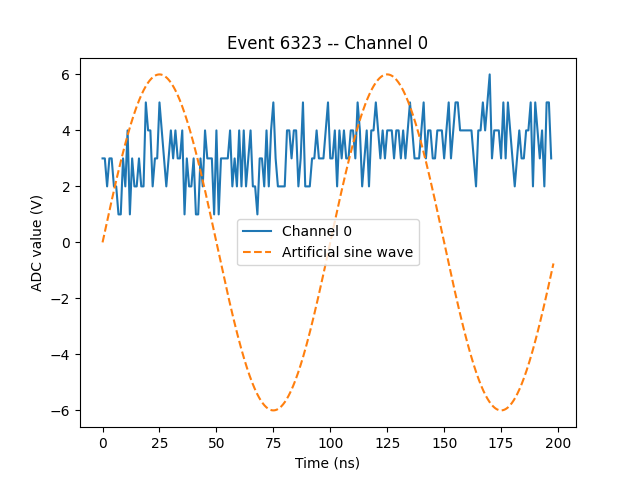 Event 6323 -- Channel 0
ADC value (V)
6
4
2
0
−2
−4
−6
Channel 0
Artificial sine wave
0 25 50 75 100 125 150 175 200
Time (ns)